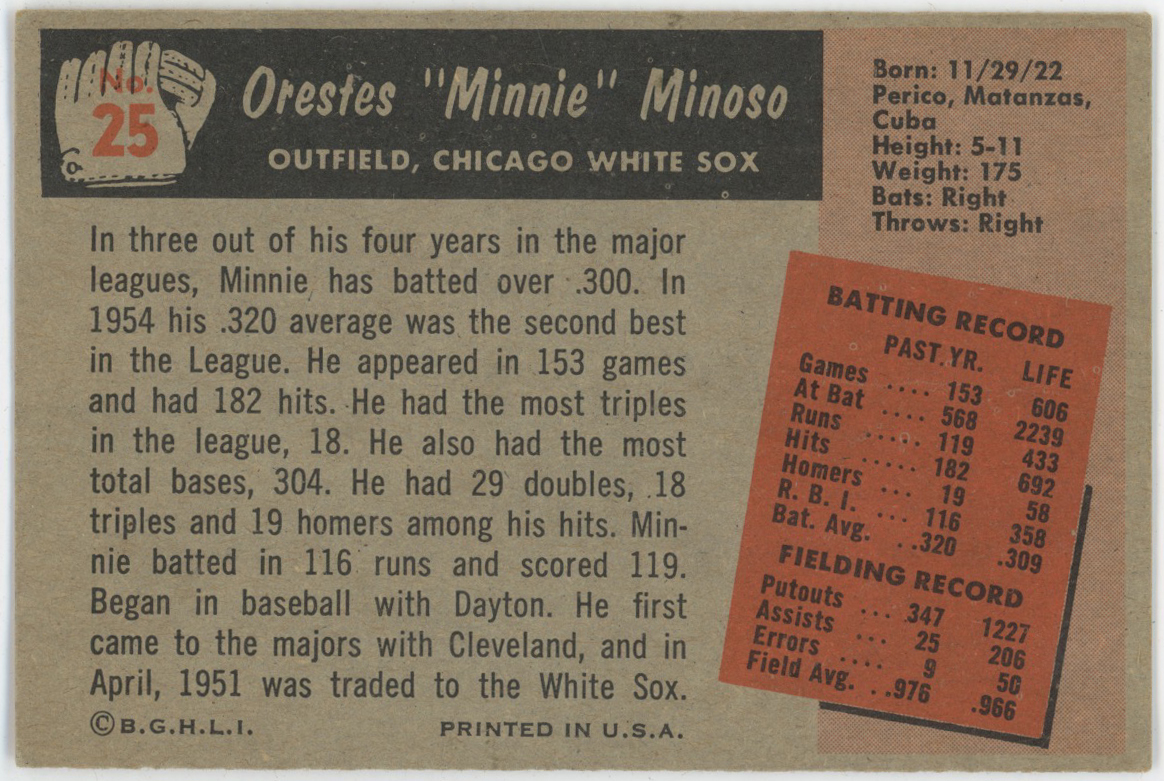 No.
25
Orestes "Minnie" Minoso
OUTFIELD, CHICAGO WHITE SOX
Born: 11/29/22
Perico, Matanzas,
Cuba
Height: 5-11
Weight: 175
Bats: Right
Throws: Right
In three out of his four years in the major
leagues, Minnie has batted over .300. In
1954 his .320 average was the second best
in the League. He appeared in 153 games
and had 182 hits. He had the most triples
in the league, 18. He also had the most
total bases, 304. He had 29 doubles, 18
triples and 19 homers among his hits. Min-
nie batted in 116 runs and scored 119.
Began in baseball with Dayton. He first
came to the majors with Cleveland, and in
April, 1951 was traded to the White Sox.
©B.G.H.L.I. PRINTED IN U.S.A.
BATTING RECORD
PAST YR. LIFE
Games .... 153 606
At Bat .... 568 2239
Runs ..... 119 433
Hits ..... 182 692
Homers ... 19 58
R. B. I. ... 116 358
Bat. Avg. ..320 .309
FIELDING RECORD
Putouts ... 347 1227
Assists ... 25 206
Errors .... 9 50
Field Avg. ..976 .966